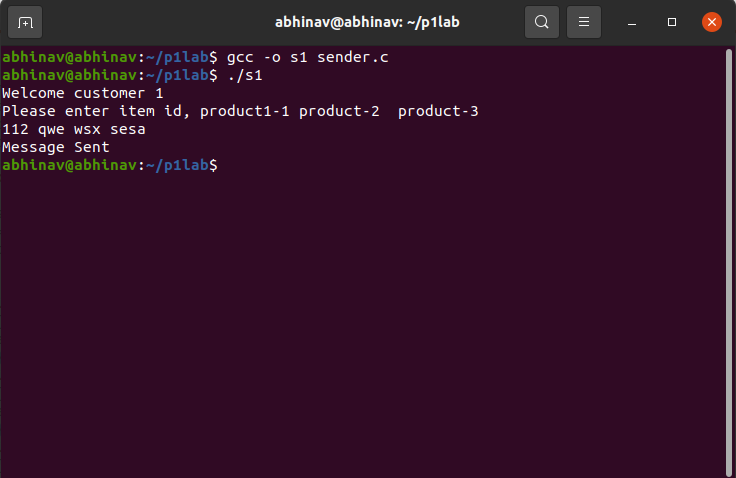 abhinav@abhinav: ~/p1lab
abhinav@abhinav:~/p1lab$ gcc -o s1 sender.c
abhinav@abhinav:~/p1lab$ ./s1
Welcome customer 1
Please enter item id, product1-1 product-2  product-3
112 qwe wsx sesa
Message Sent
abhinav@abhinav:~/p1lab$